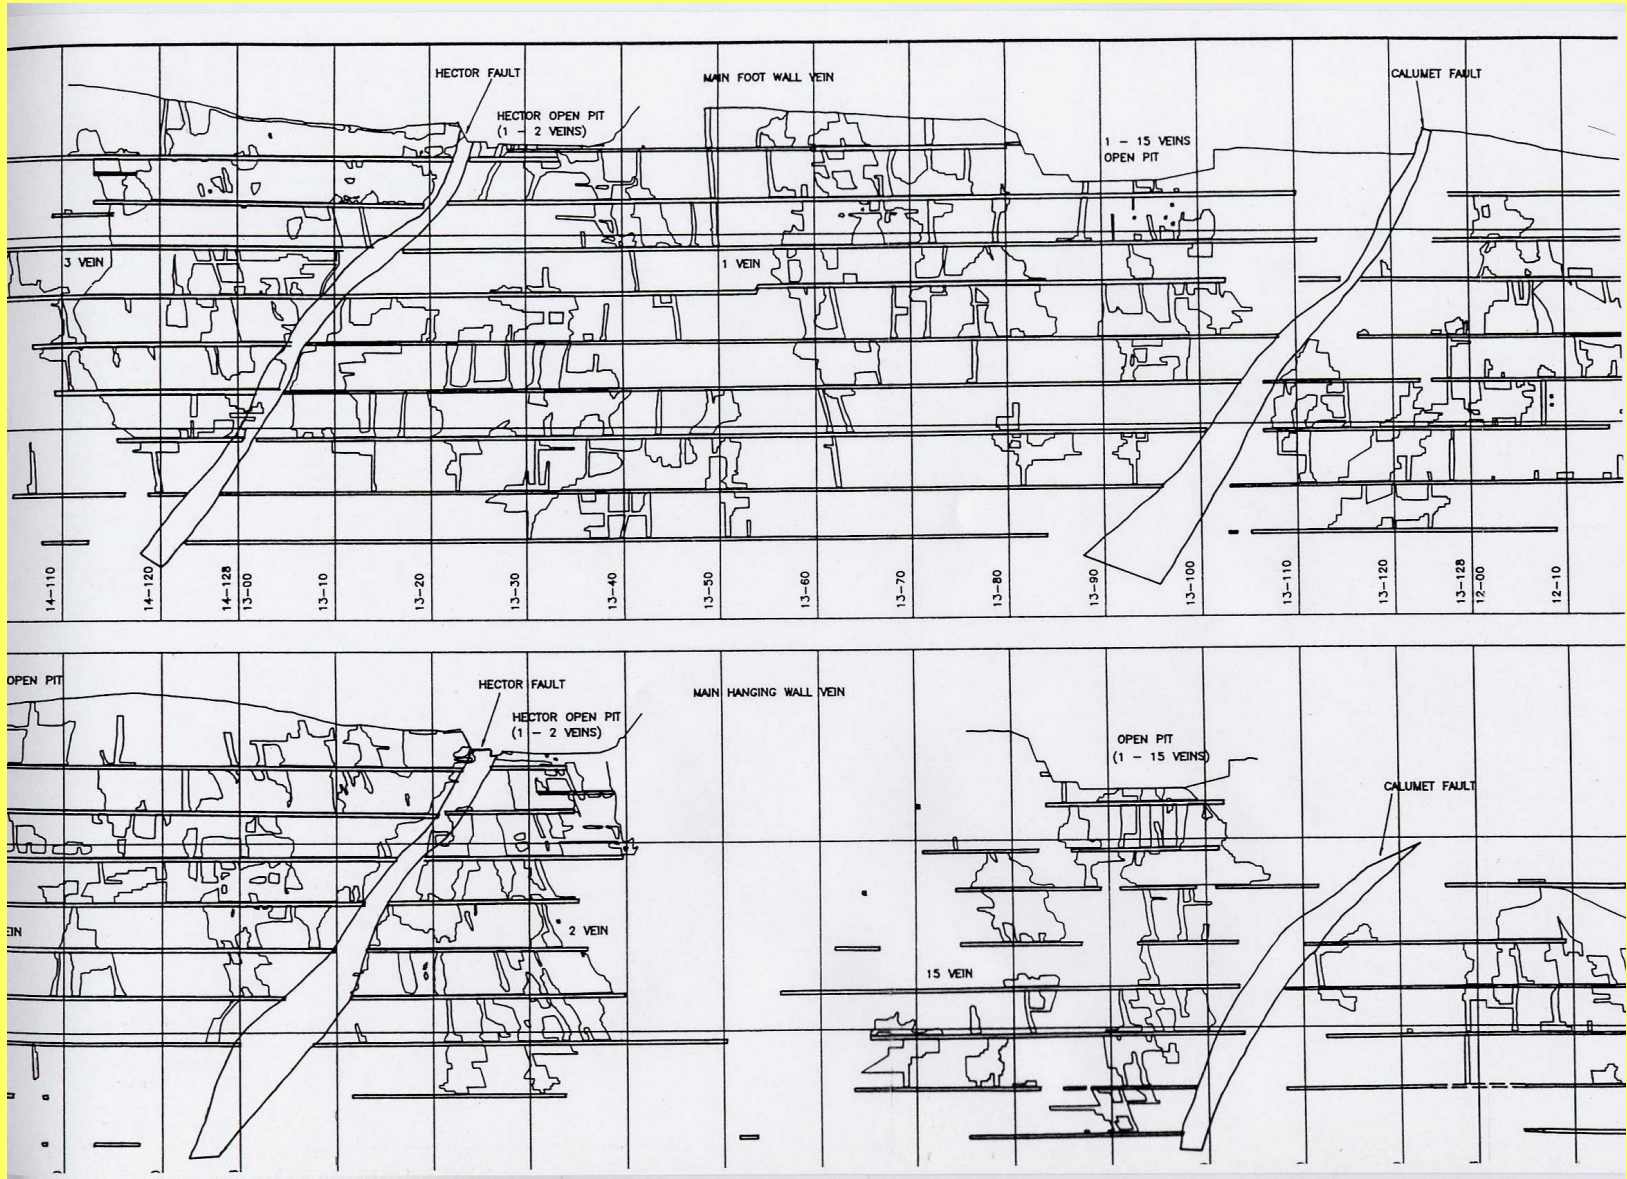 HECTOR FAULT
MAIN FOOT WALL VEIN
CALUMET FAULT
HECTOR OPEN PIT
(1 - 2 VEINS)
1 - 15 VEINS
OPEN PIT
3 VEIN
1 VEIN
14-110
14-120
14-128
13-00
13-10
13-20
13-30
13-40
13-50
13-60
13-70
13-80
13-90
13-100
13-110
13-120
13-128
12-00
12-10
OPEN PIT
HECTOR FAULT
MAIN HANGING WALL VEIN
HECTOR OPEN PIT
(1 - 2 VEINS)
OPEN PIT
(1 - 15 VEINS)
CALUMET FAULT
EIN
2 VEIN
15 VEIN